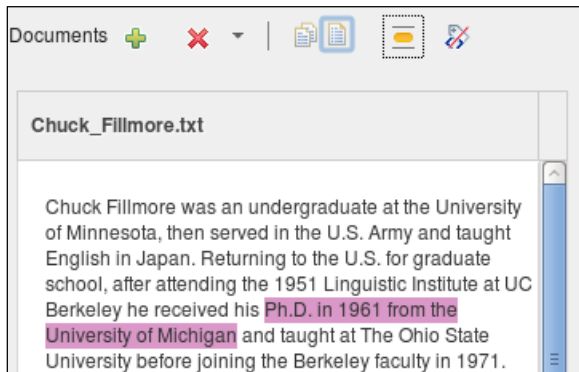 Documents
Chuck_Fillmore.txt
Chuck Fillmore was an undergraduate at the University
of Minnesota, then served in the U.S. Army and taught
English in Japan. Returning to the U.S. for graduate
school, after attending the 1951 Linguistic Institute at UC
Berkeley he received his Ph.D. in 1961 from the
University of Michigan and taught at The Ohio State
University before joining the Berkeley faculty in 1971.